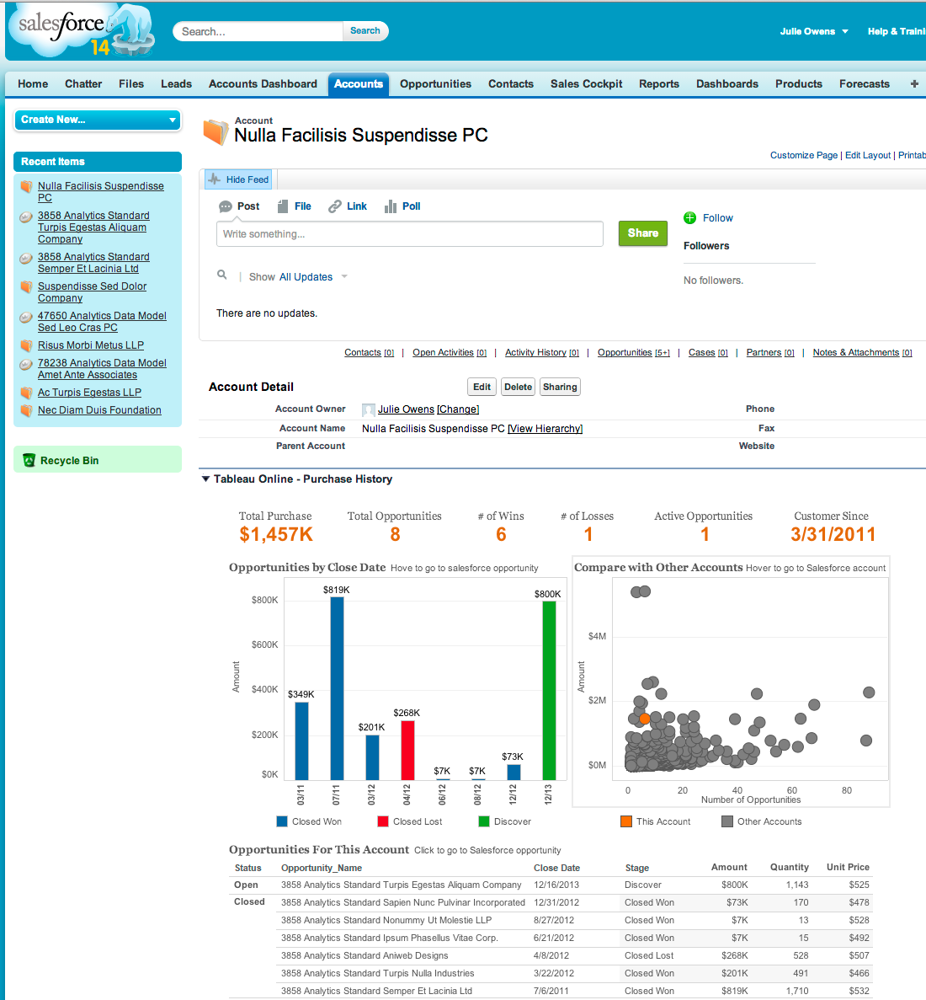 salesforce
14
Search...
Search
Julie Owens
Help & Traini
Home Chatter Files Leads Accounts Dashboard Accounts Opportunities Contacts Sales Cockpit Reports Dashboards Products Forecasts +
Create New...
Recent Items
Nulla Facilisis Suspendisse
PC
3858 Analytics Standard
Turpis Egestas Aliquam
Company
3858 Analytics Standard
Semper Et Lacinia Ltd
Suspendisse Sed Dolor
Company
47650 Analytics Data Model
Sed Leo Cras PC
Risus Morbi Metus LLP
78238 Analytics Data Model
Amet Ante Associates
Ac Turpis Egestas LLP
Nec Diam Duis Foundation
Recycle Bin
Account
Nulla Facilisis Suspendisse PC
Customize Page | Edit Layout | Printab
Hide Feed
Post File Link Poll
Write something...
Share
Follow
Followers
No followers.
Show All Updates
There are no updates.
Contacts [0] | Open Activities [0] | Activity History [0] | Opportunities [5+] | Cases [0] | Partners [0] | Notes & Attachments [0]
Account Detail Edit Delete Sharing
Account Owner Julie Owens [Change] Phone
Account Name Nulla Facilisis Suspendisse PC [View Hierarchy] Fax
Parent Account Website
Tableau Online - Purchase History
Total Purchase Total Opportunities # of Wins # of Losses Active Opportunities Customer Since
$1,457K 8 6 1 1 3/31/2011
Opportunities by Close Date Hove to go to salesforce opportunity
$800K
$600K
$400K
$200K
$0K
Amount
$349K
$819K
$201K
$268K
$7K
$7K
$73K
$800K
03/11 07/11 03/12 04/12 06/12 08/12 12/12 12/13
Closed Won Closed Lost Discover
Compare with Other Accounts Hover to go to Salesforce account
$4M
$2M
$0M
Amount
0 20 40 60 80
Number of Opportunities
This Account Other Accounts
Opportunities For This Account Click to go to Salesforce opportunity
Status Opportunity_Name Close Date Stage Amount Quantity Unit Price
Open 3858 Analytics Standard Turpis Egestas Aliquam Company 12/16/2013 Discover $800K 1,143 $525
Closed 3858 Analytics Standard Sapien Nunc Pulvinar Incorporated 12/31/2012 Closed Won $73K 170 $478
3858 Analytics Standard Nonummy Ut Molestie LLP 8/27/2012 Closed Won $7K 13 $528
3858 Analytics Standard Ipsum Phasellus Vitae Corp. 6/21/2012 Closed Won $7K 15 $492
3858 Analytics Standard Aniweb Designs 4/8/2012 Closed Lost $268K 528 $507
3858 Analytics Standard Turpis Nulla Industries 3/22/2012 Closed Won $201K 491 $466
3858 Analytics Standard Semper Et Lacinia Ltd 7/6/2011 Closed Won $819K 1,710 $532